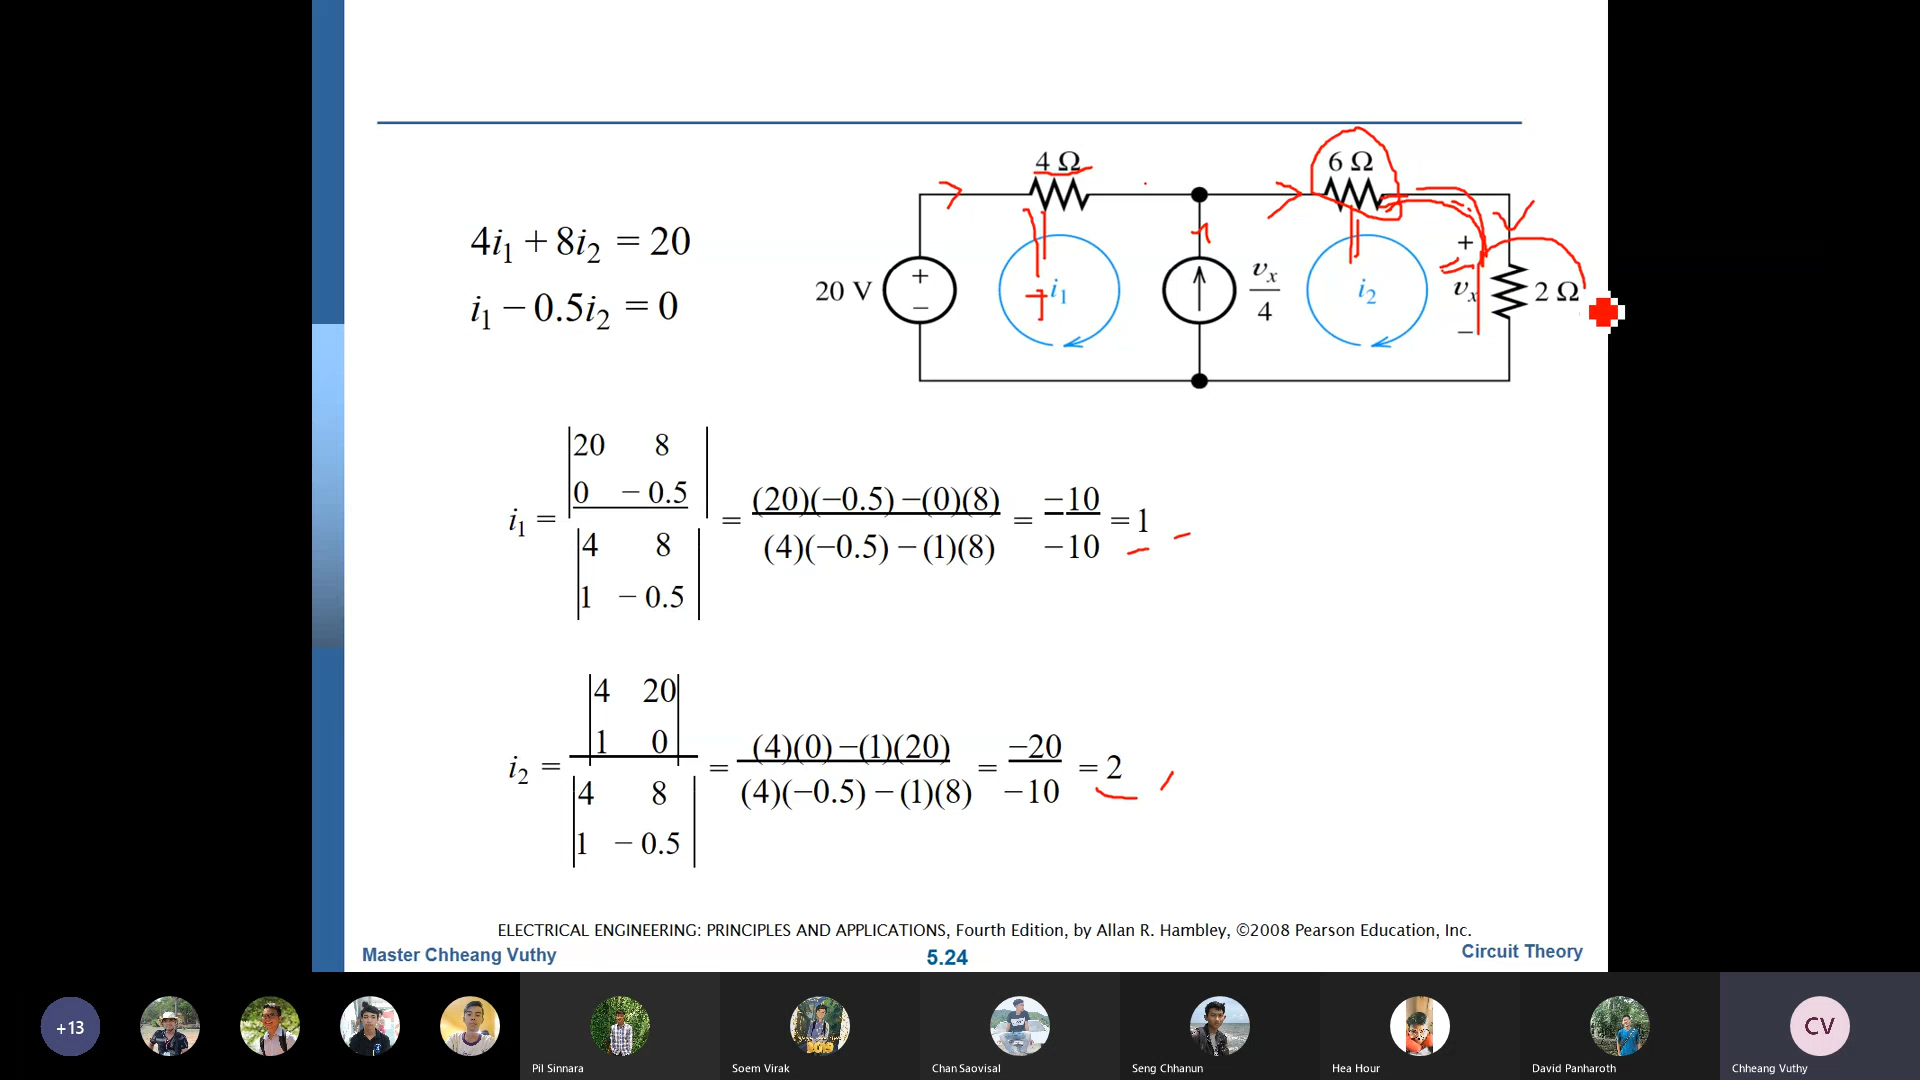 4 Ω
6 Ω
4i₁ + 8i₂ = 20
20 V
+
−
i₁
vₓ
4
i₂
+
vₓ
−
2 Ω
i₁ − 0.5i₂ = 0
i₁ = |20 8| = (20)(−0.5) − (0)(8) = −10 = 1
|0 −0.5|
|4 8| (4)(−0.5) − (1)(8) −10
|1 −0.5|
i₂ = |4 20| = (4)(0) − (1)(20) = −20 = 2
|1 0|
|4 8| (4)(−0.5) − (1)(8) −10
|1 −0.5|
ELECTRICAL ENGINEERING: PRINCIPLES AND APPLICATIONS, Fourth Edition, by Allan R. Hambley, ©2008 Pearson Education, Inc.
Master Chheang Vuthy
5.24
Circuit Theory
+13
2019
CV
Pil Sinnara
Soem Virak
Chan Saovisal
Seng Chhanun
Hea Hour
David Panharoth
Chheang Vuthy